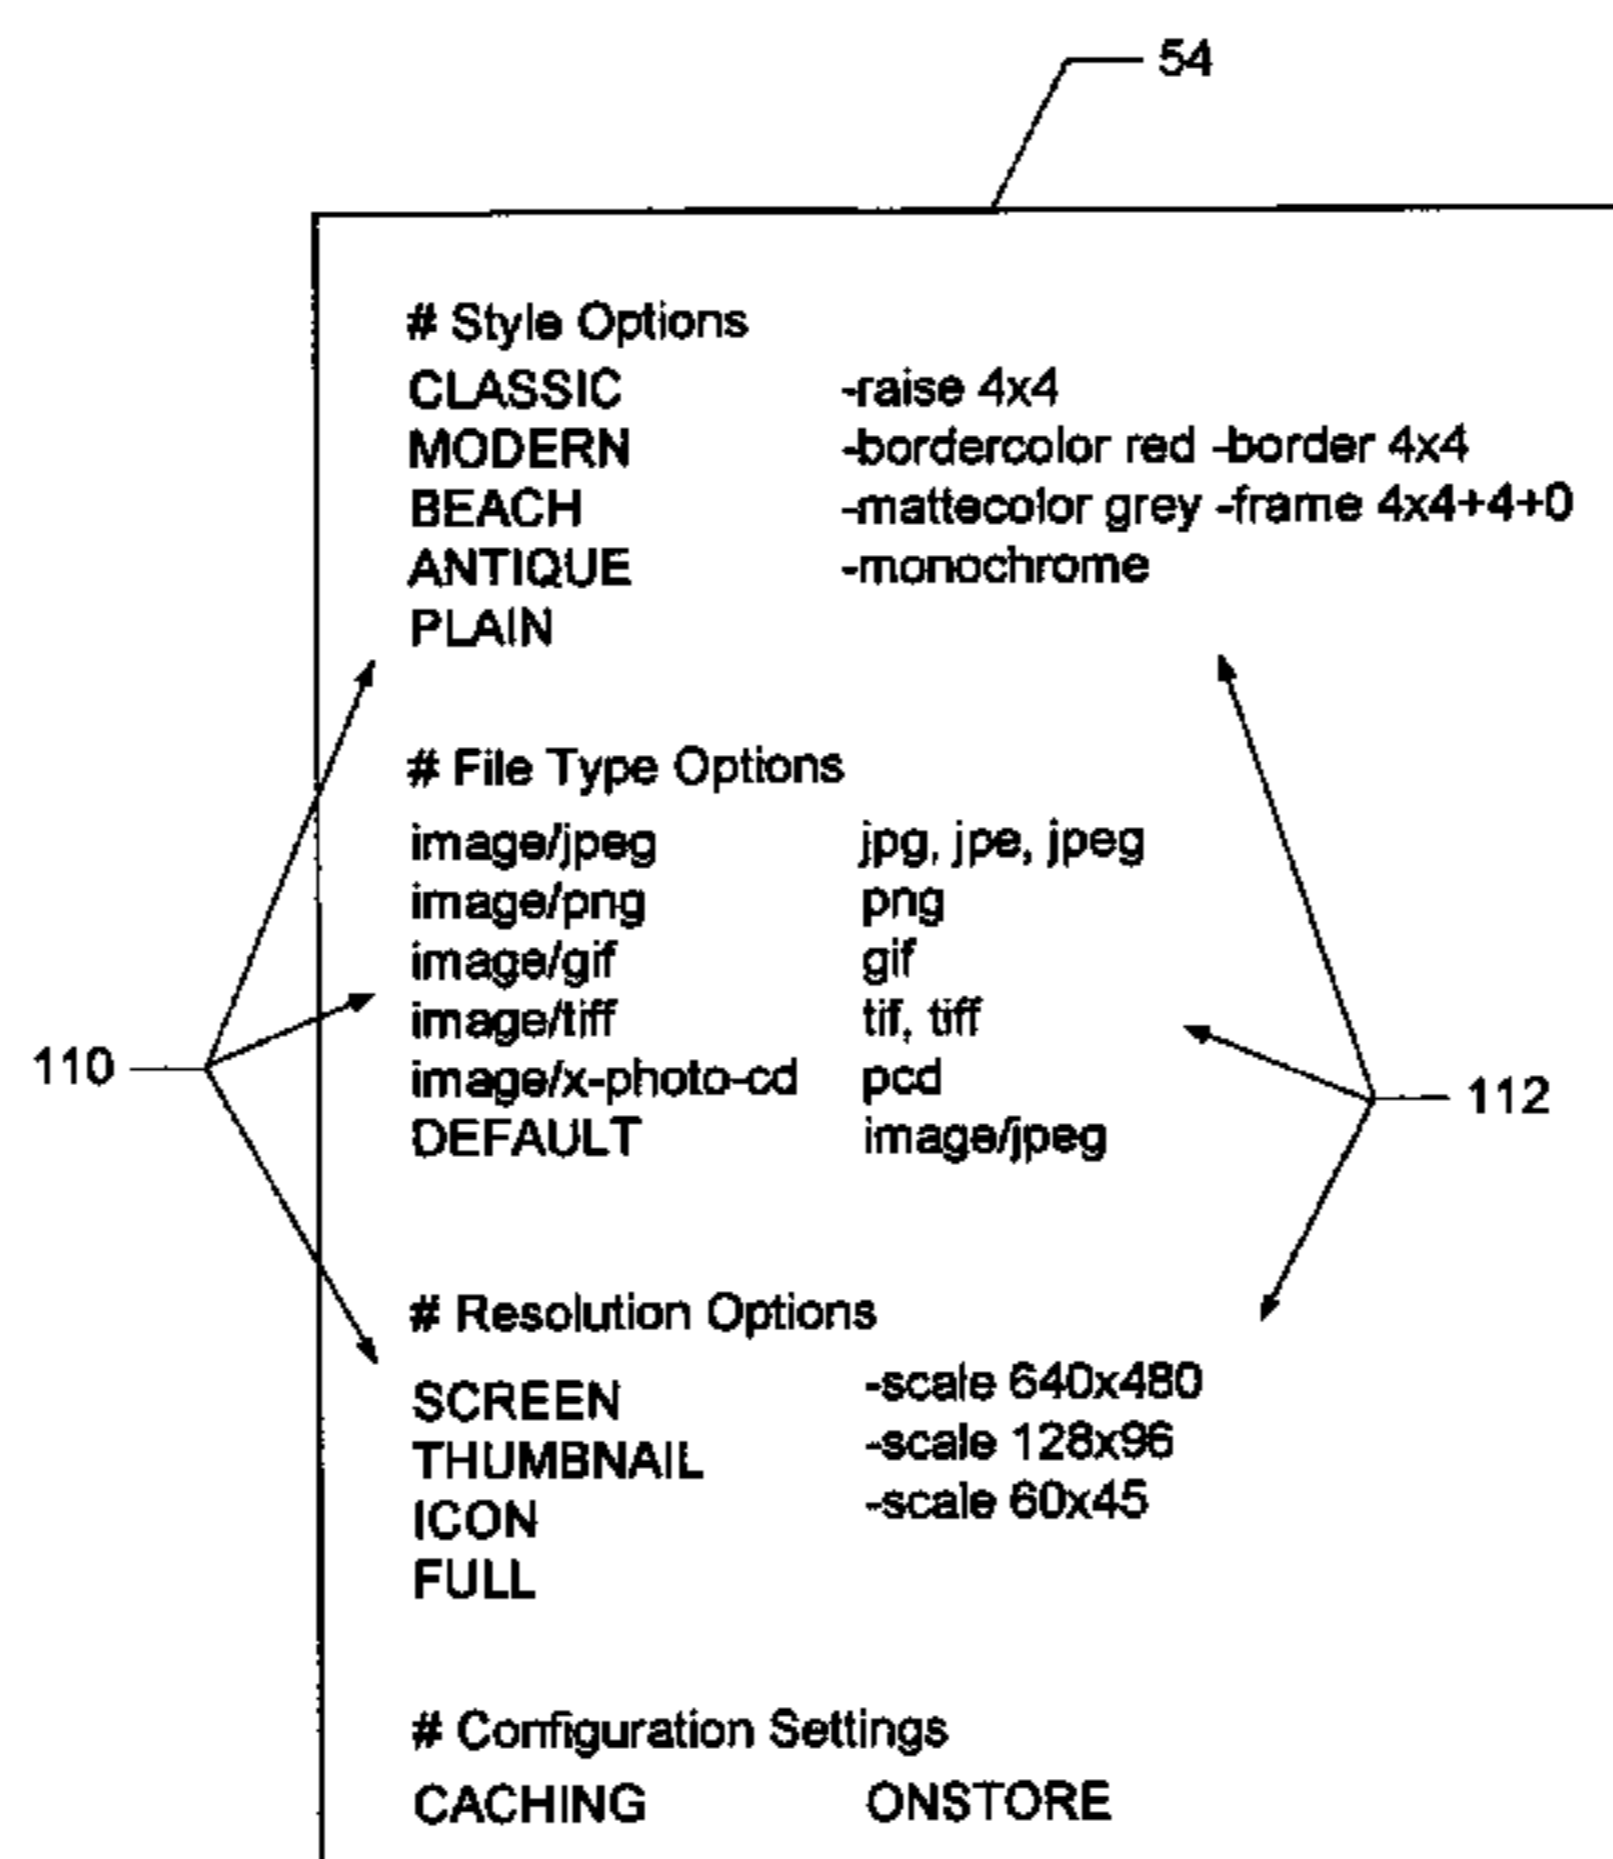 54
# Style Options
CLASSIC -raise 4x4
MODERN -bordercolor red -border 4x4
BEACH -mattecolor grey -frame 4x4+4+0
ANTIQUE -monochrome
PLAIN
# File Type Options
image/jpeg jpg, jpe, jpeg
image/png png
image/gif gif
image/tiff tif, tiff
110
image/x-photo-cd pcd
112
DEFAULT image/jpeg
# Resolution Options
SCREEN -scale 640x480
THUMBNAIL -scale 128x96
ICON -scale 60x45
FULL
# Configuration Settings
CACHING ONSTORE